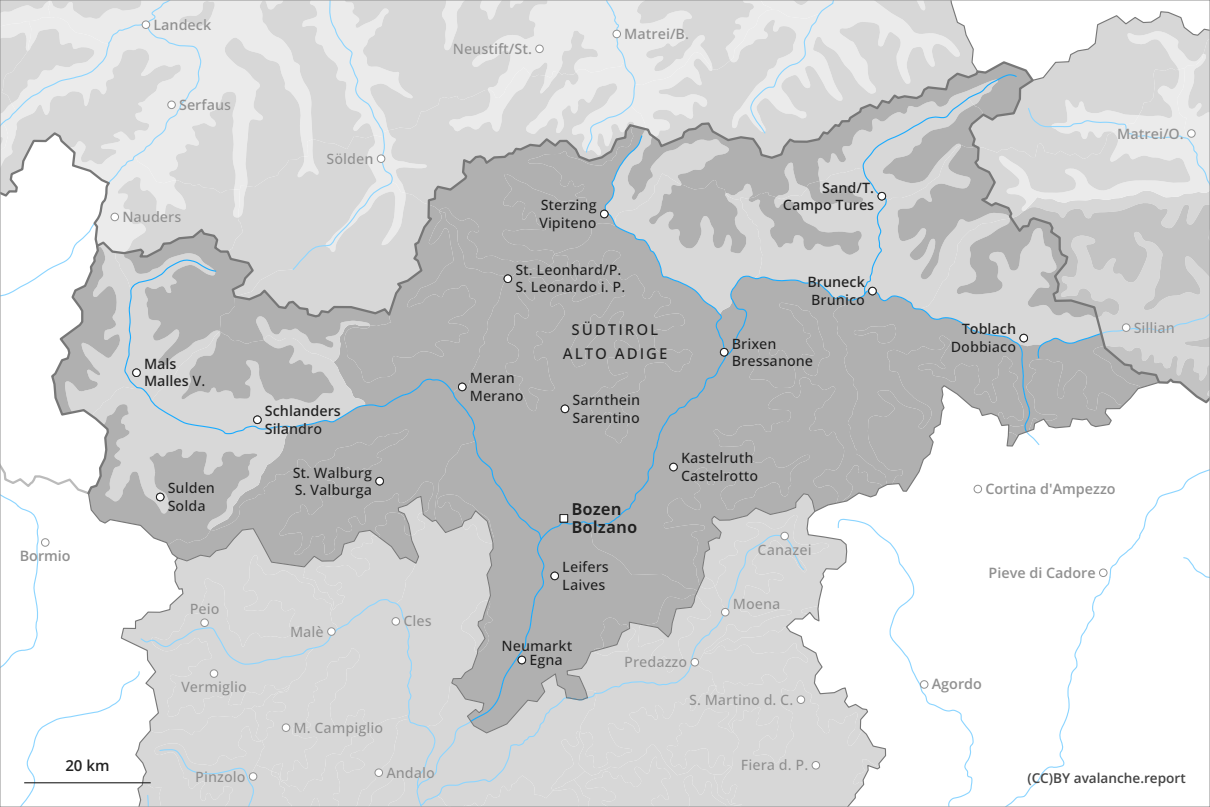 Landeck
Neustift/St.
Matrei/B.
Serfaus
Matrei/O.
Sölden
Sand/T.
Campo Tures
Sterzing
Vipiteno
Nauders
St. Leonhard/P.
S. Leonardo i. P.
Bruneck
Brunico
SÜDTIROL
ALTO ADIGE
Toblach
Dobbiaco
Sillian
Brixen
Bressanone
Mals
Malles V.
Meran
Merano
Schlanders
Silandro
Sarnthein
Sarentino
Kastelruth
Castelrotto
St. Walburg
S. Valburga
Sulden
Solda
Cortina d'Ampezzo
Bozen
Bolzano
Bormio
Canazei
Leifers
Laives
Pieve di Cadore
Peio
Moena
Malè
Cles
Neumarkt
Egna
Predazzo
Vermiglio
Agordo
S. Martino d. C.
M. Campiglio
Fiera d. P.
20 km
Pinzolo
Andalo
(CC)BY avalanche.report